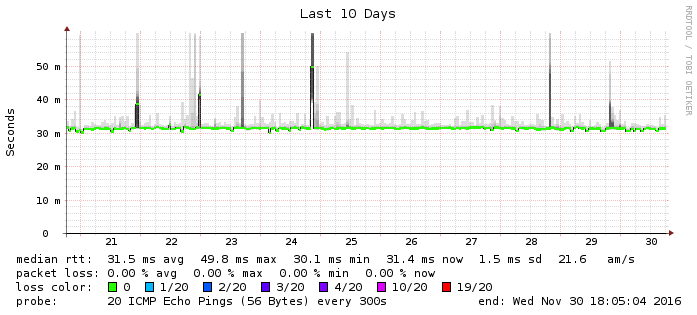 Last 10 Days
RRDTOOL / TOBI OETIKER
Seconds
50 m
40 m
30 m
20 m
10 m
0
21 22 23 24 25 26 27 28 29 30
median rtt: 31.5 ms avg 49.8 ms max 30.1 ms min 31.4 ms now 1.5 ms sd 21.6 am/s
packet loss: 0.00 % avg 0.00 % max 0.00 % min 0.00 % now
loss color: 0 1/20 2/20 3/20 4/20 10/20 19/20
probe: 20 ICMP Echo Pings (56 Bytes) every 300s end: Wed Nov 30 18:05:04 2016